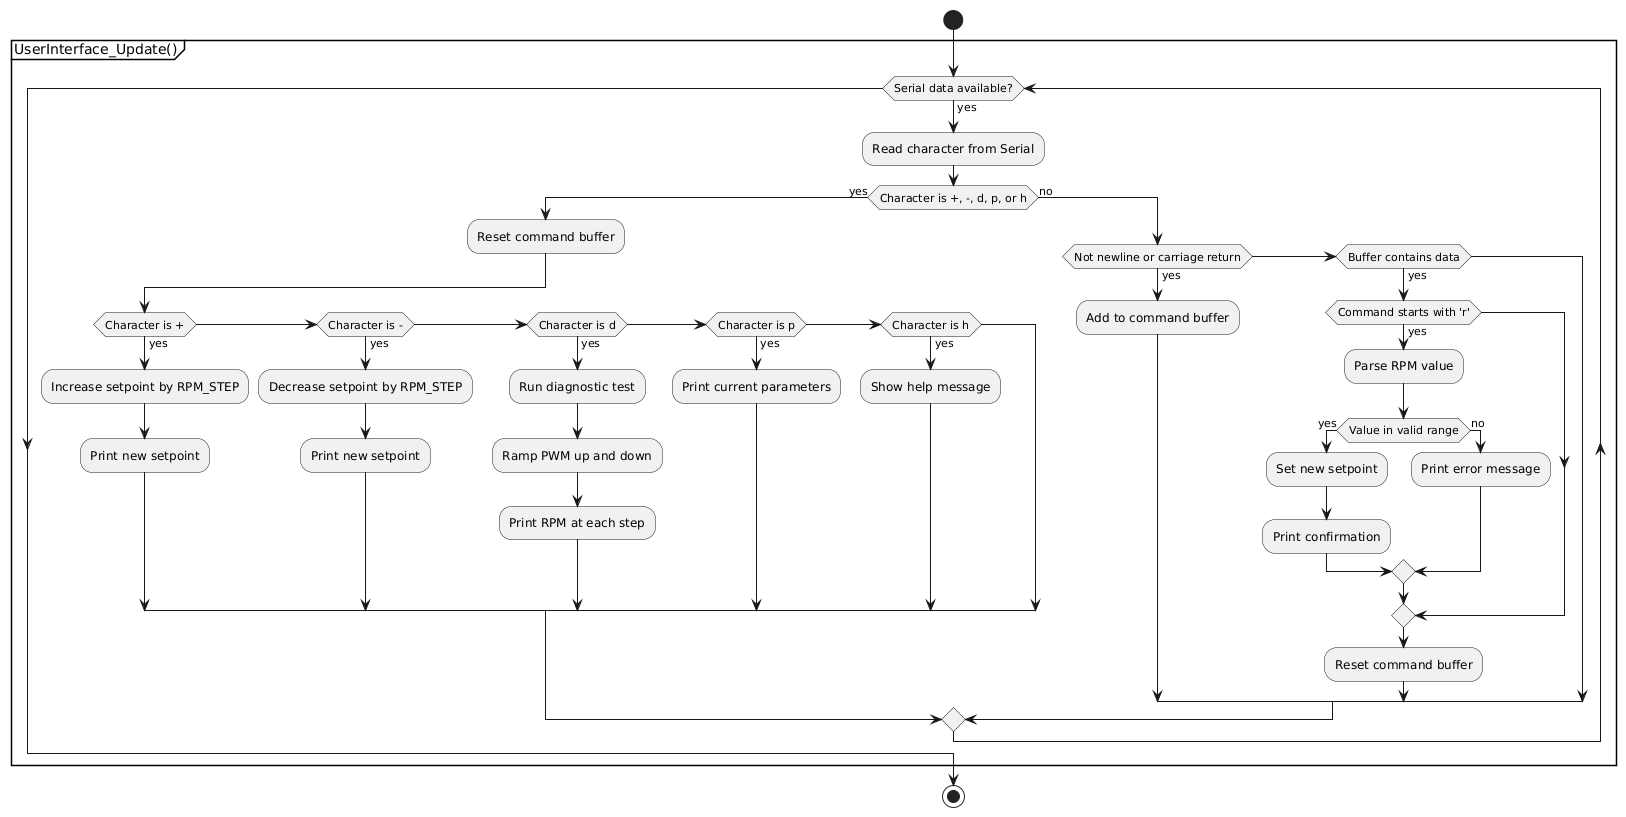 UserInterface_Update()
Serial data available?
yes
Read character from Serial
yes
Character is +, -, d, p, or h
no
Reset command buffer
Not newline or carriage return
yes
Add to command buffer
Buffer contains data
yes
Command starts with 'r'
yes
Parse RPM value
yes
Value in valid range
no
Set new setpoint
Print error message
Print confirmation
Reset command buffer
Character is +
yes
Increase setpoint by RPM_STEP
Print new setpoint
Character is -
yes
Decrease setpoint by RPM_STEP
Print new setpoint
Character is d
yes
Run diagnostic test
Ramp PWM up and down
Print RPM at each step
Character is p
yes
Print current parameters
Character is h
yes
Show help message